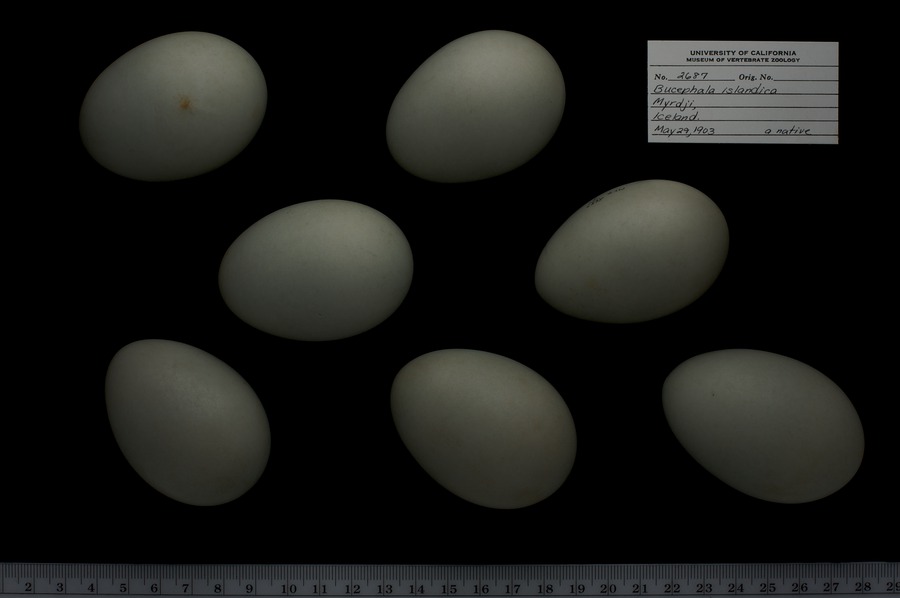 UNIVERSITY OF CALIFORNIA
MUSEUM OF VERTEBRATE ZOOLOGY
No. 2687 Orig. No.
Bucephala islandica
Myrdji,
Iceland.
May 29, 1903 a native
2 3 4 5 6 7 8 9 10 11 12 13 14 15 16 17 18 19 20 21 22 23 24 25 26 27 28 29